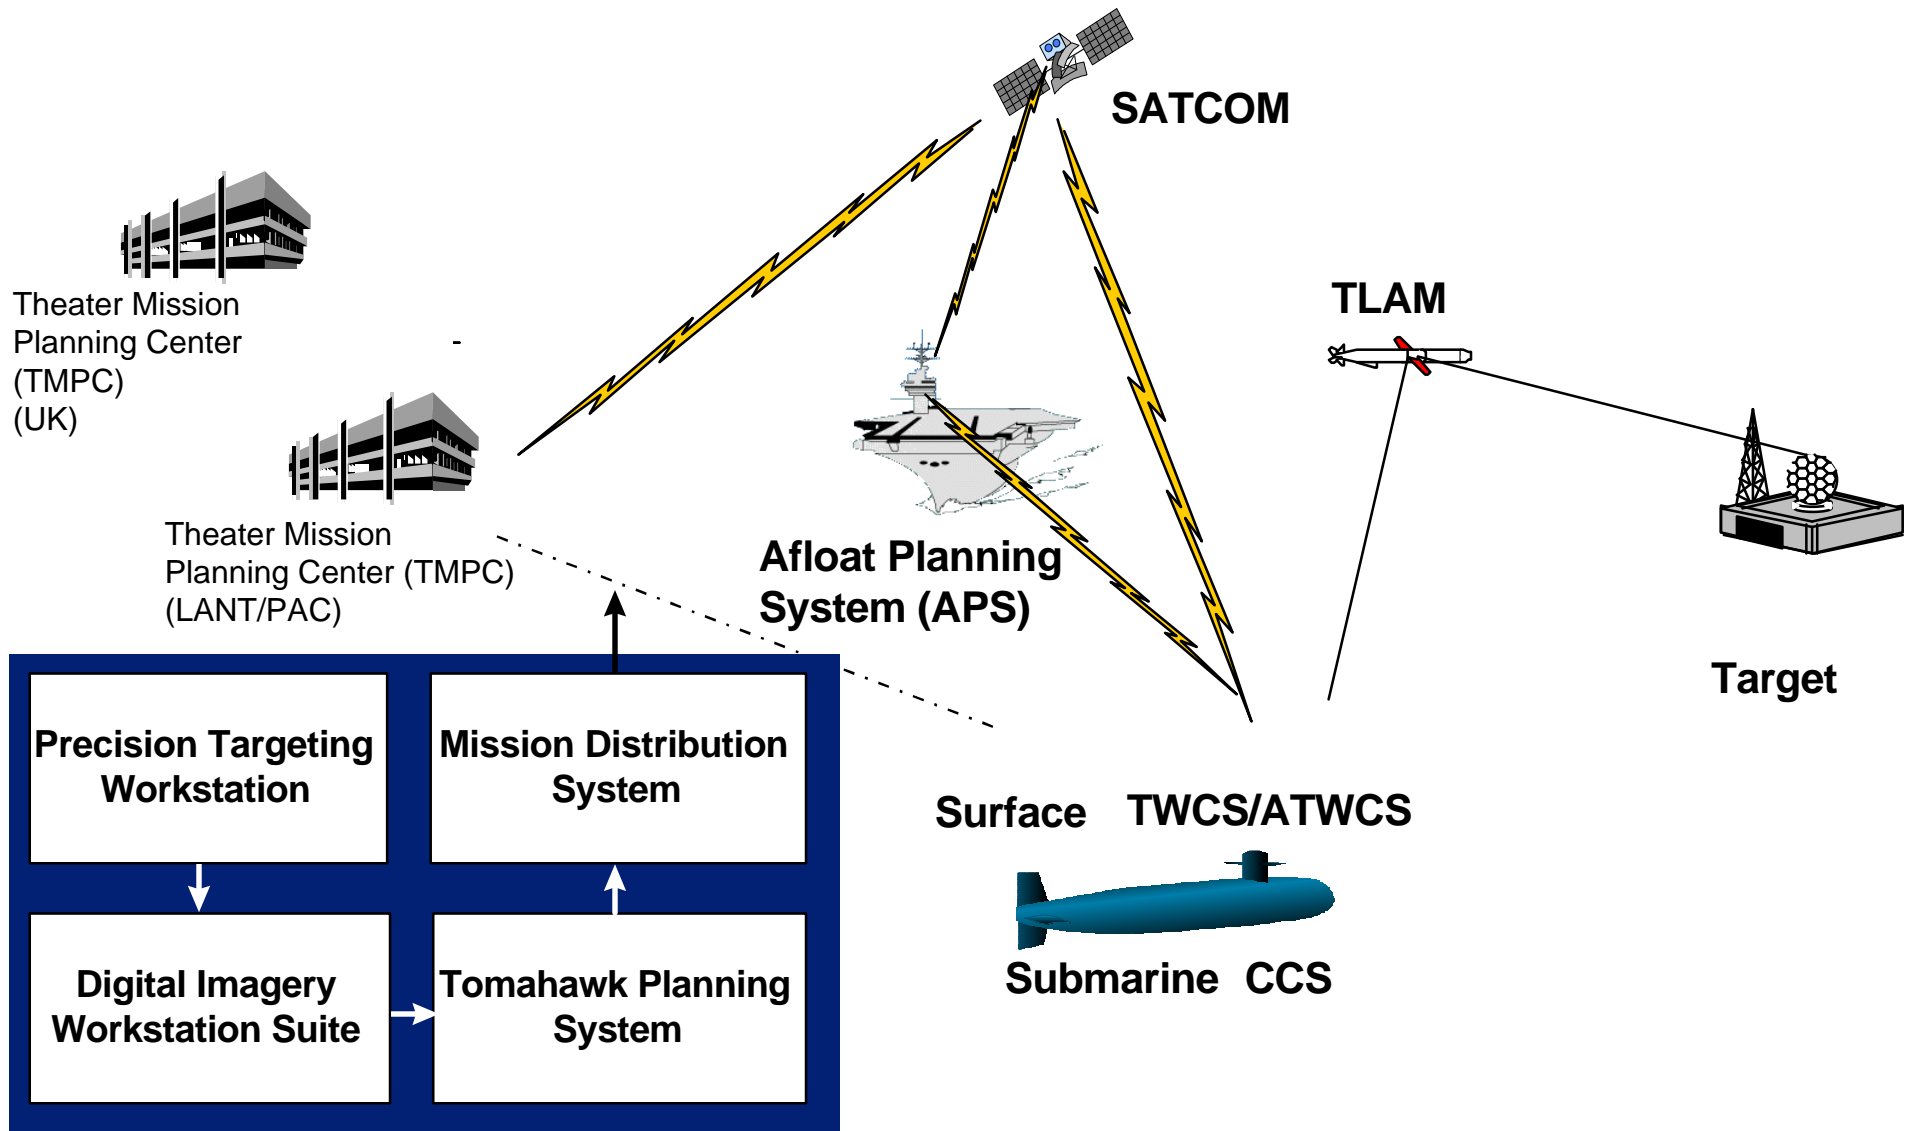 SATCOM
Theater Mission
Planning Center
(TMPC)
(UK)
-
TLAM
Theater Mission
Planning Center (TMPC)
(LANT/PAC)
Afloat Planning
System (APS)
Target
Precision Targeting
Workstation
Mission Distribution
System
Surface TWCS/ATWCS
Digital Imagery
Workstation Suite
Tomahawk Planning
System
Submarine CCS